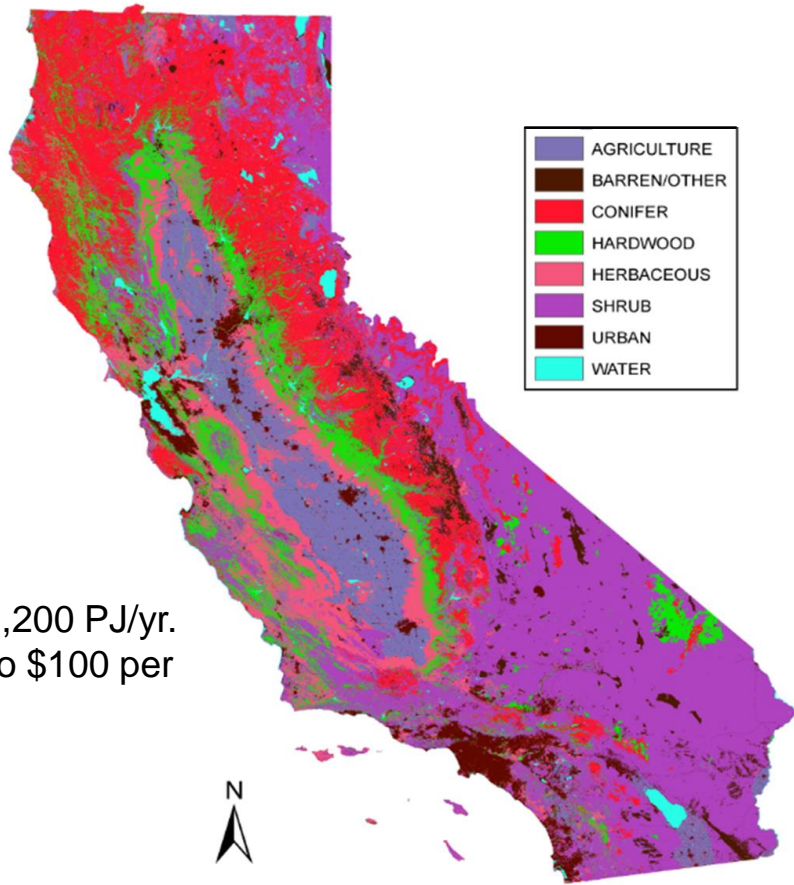 AGRICULTURE
BARREN/OTHER
CONIFER
HARDWOOD
HERBACEOUS
SHRUB
URBAN
WATER
,200 PJ/yr.
o $100 per
N